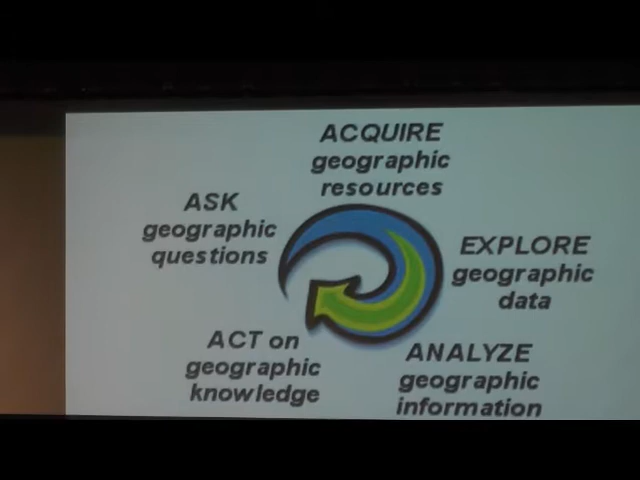 ACQUIRE
geographic
resources
ASK
geographic
questions
EXPLORE
geographic
data
ACT on
geographic
knowledge
ANALYZE
geographic
information